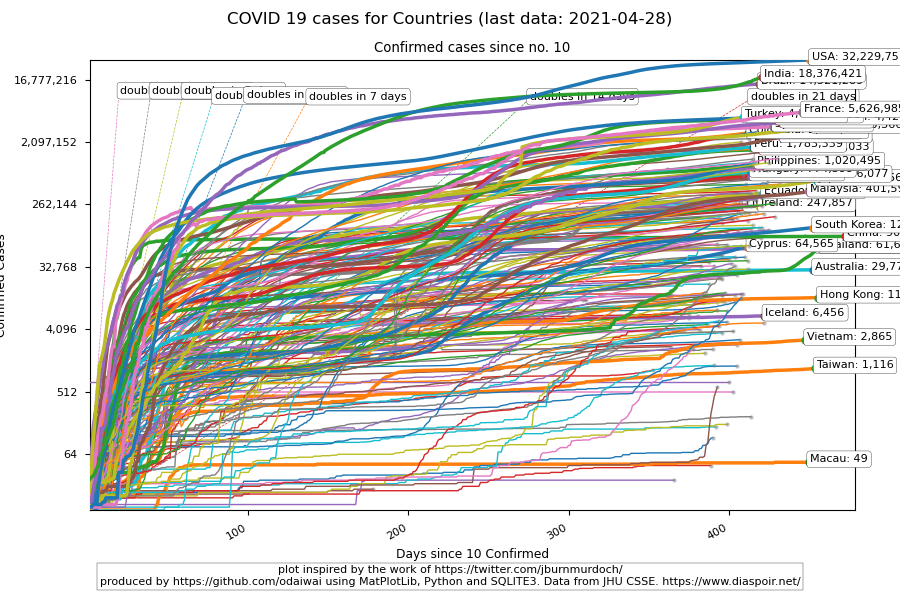 COVID 19 cases for Countries (last data: 2021-04-28)
Confirmed cases since no. 10
USA: 32,229,75
India: 18,376,421
16,777,216
doubles in
doubles in 7 days
doubles in 14 days
doubles in 21 days
France: 5,626,985
Turkey:
2,097,152
Peru: 1,783,339
Philippines: 1,020,495
Malaysia: 401,59
262,144
Ireland: 247,857
South Korea: 12
Cyprus: 64,565
32,768
Australia: 29,77
Hong Kong: 11
Iceland: 6,456
4,096
Vietnam: 2,865
Taiwan: 1,116
512
64
Macau: 49
Confirmed Cases
100
200
300
400
Days since 10 Confirmed
plot inspired by the work of https://twitter.com/jburnmurdoch/
produced by https://github.com/odaiwai using MatPlotLib, Python and SQLITE3. Data from JHU CSSE. https://www.diaspoir.net/